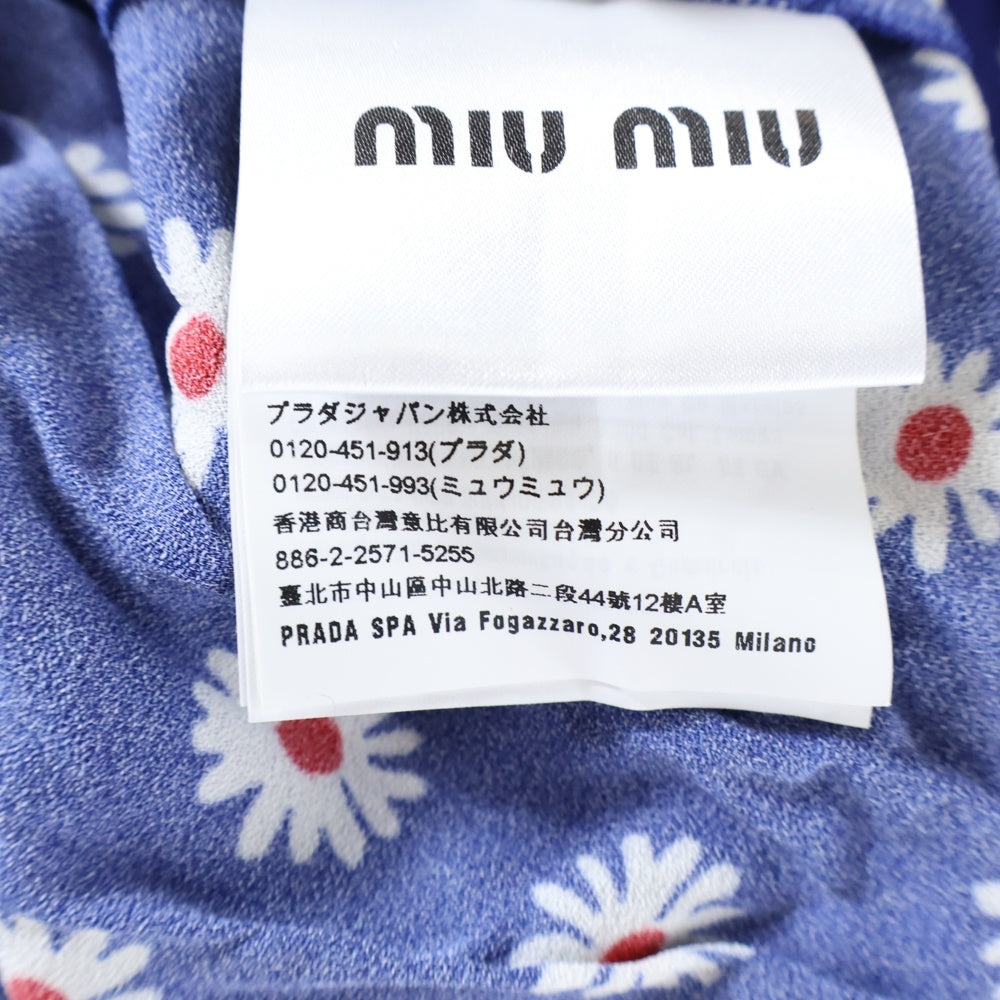 miu miu
プラダジャパン株式会社
0120-451-913(プラダ)
0120-451-993(ミュウミュウ)
香港商台灣意比有限公司台灣分公司
886-2-2571-5255
臺北市中山區中山北路二段44號12樓A室
PRADA SPA Via Fogazzaro,28 20135 Milano